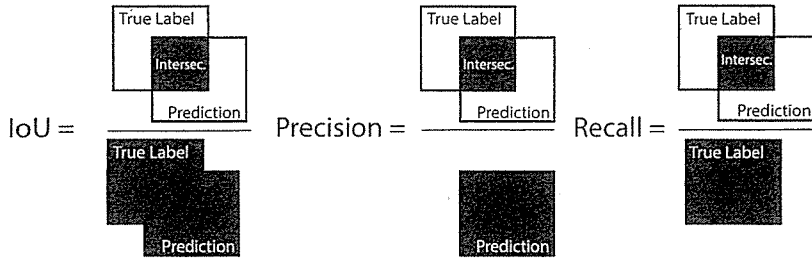 True Label
Intersec.
Prediction
IoU =
True Label
Prediction
True Label
Intersec.
Prediction
Precision =
Prediction
True Label
Intersec.
Prediction
Recall =
True Label